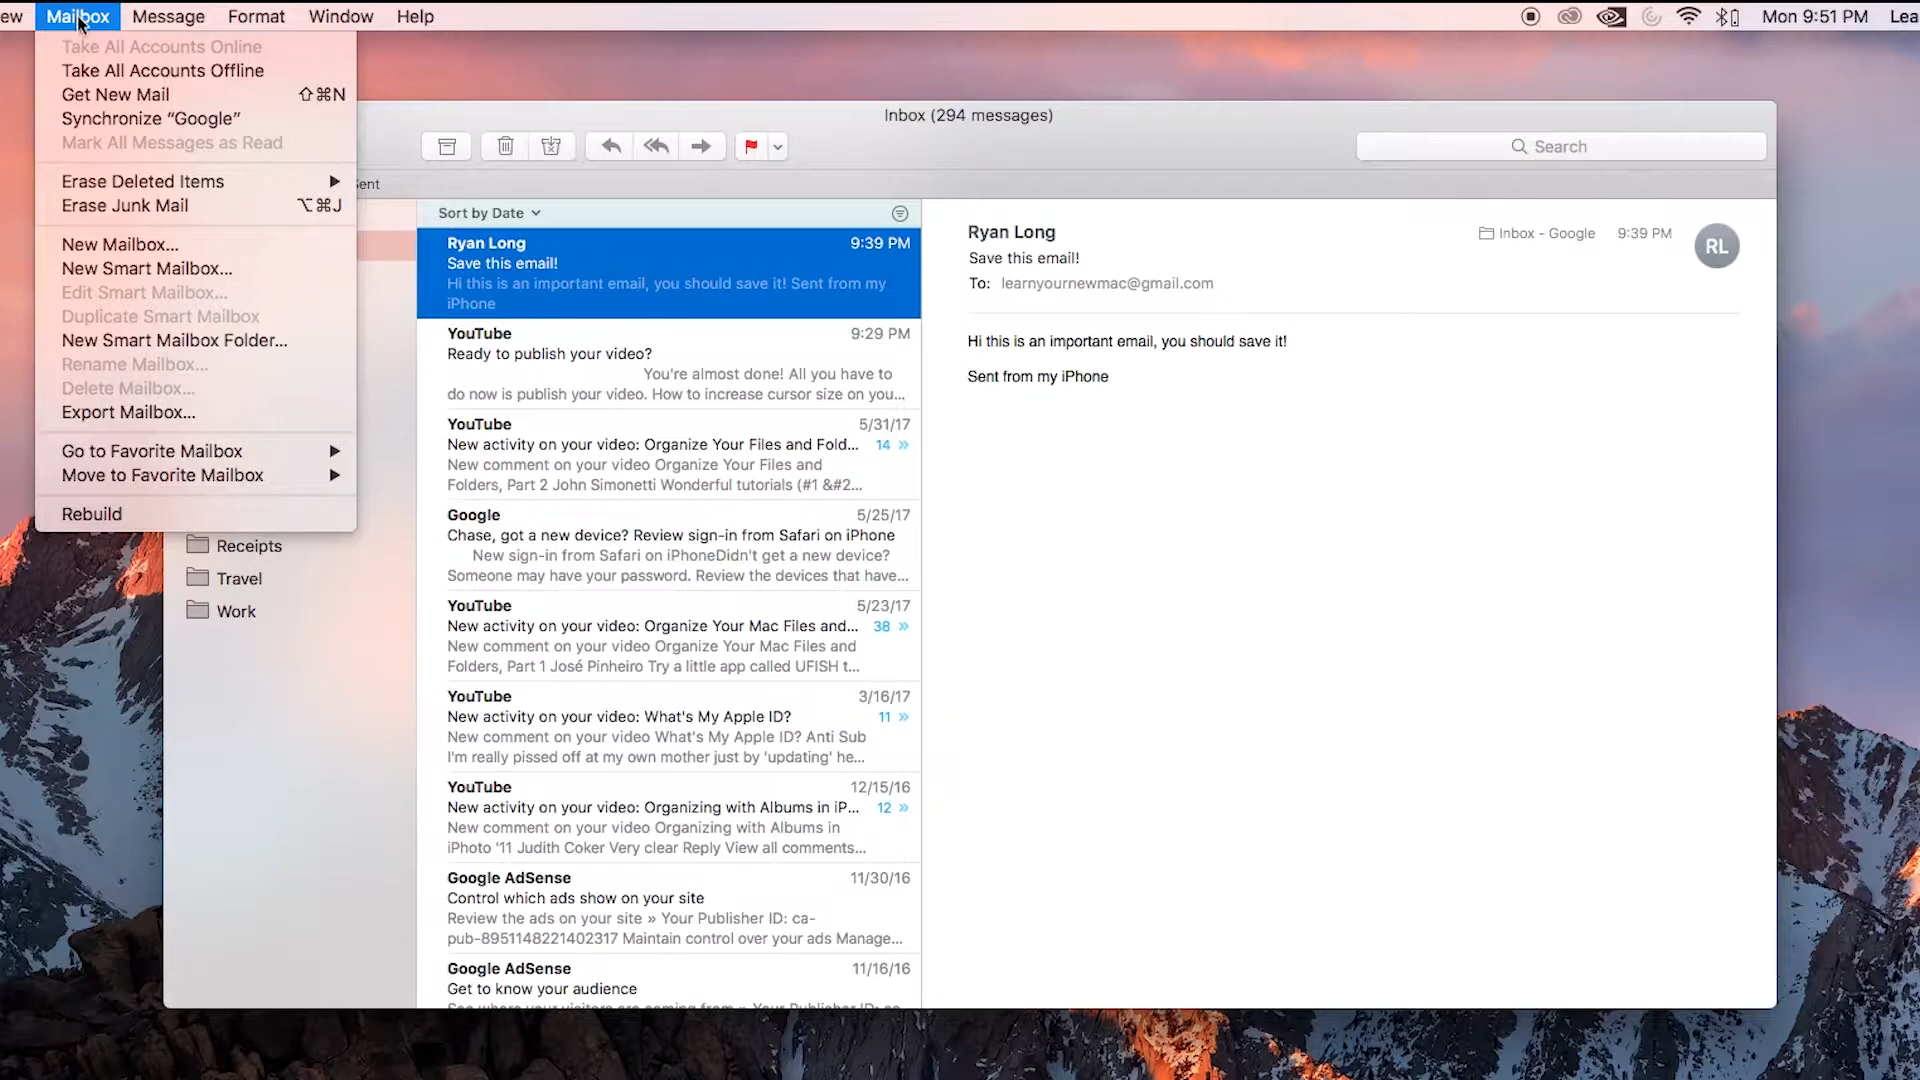 ew Mailbox Message Format Window Help Mon 9:51 PM Lea
Take All Accounts Online
Take All Accounts Offline
Get New Mail ⇧⌘N
Synchronize “Google”
Mark All Messages as Read
Erase Deleted Items ▶
Erase Junk Mail ⌥⌘J
New Mailbox...
New Smart Mailbox...
Edit Smart Mailbox...
Duplicate Smart Mailbox
New Smart Mailbox Folder...
Rename Mailbox...
Delete Mailbox...
Export Mailbox...
Go to Favorite Mailbox ▶
Move to Favorite Mailbox ▶
Rebuild
Receipts
Travel
Work
Inbox (294 messages)
Search
Sent
Sort by Date
Ryan Long 9:39 PM
Save this email!
Hi this is an important email, you should save it! Sent from my
iPhone
YouTube 9:29 PM
Ready to publish your video?
You're almost done! All you have to
do now is publish your video. How to increase cursor size on you...
YouTube 5/31/17
New activity on your video: Organize Your Files and Fold... 14 »
New comment on your video Organize Your Files and
Folders, Part 2 John Simonetti Wonderful tutorials (#1 &#2...
Google 5/25/17
Chase, got a new device? Review sign-in from Safari on iPhone
New sign-in from Safari on iPhoneDidn't get a new device?
Someone may have your password. Review the devices that have...
YouTube 5/23/17
New activity on your video: Organize Your Mac Files and... 38 »
New comment on your video Organize Your Mac Files and
Folders, Part 1 José Pinheiro Try a little app called UFISH t...
YouTube 3/16/17
New activity on your video: What's My Apple ID? 11 »
New comment on your video What's My Apple ID? Anti Sub
I'm really pissed off at my own mother just by 'updating' he...
YouTube 12/15/16
New activity on your video: Organizing with Albums in iP... 12 »
New comment on your video Organizing with Albums in
iPhoto '11 Judith Coker Very clear Reply View all comments...
Google AdSense 11/30/16
Control which ads show on your site
Review the ads on your site » Your Publisher ID: ca-
pub-8951148221402317 Maintain control over your ads Manage...
Google AdSense 11/16/16
Get to know your audience
See where your visitors are coming from » Your Publisher ID: ca-
Ryan Long Inbox - Google 9:39 PM RL
Save this email!
To: learnyournewmac@gmail.com
Hi this is an important email, you should save it!
Sent from my iPhone